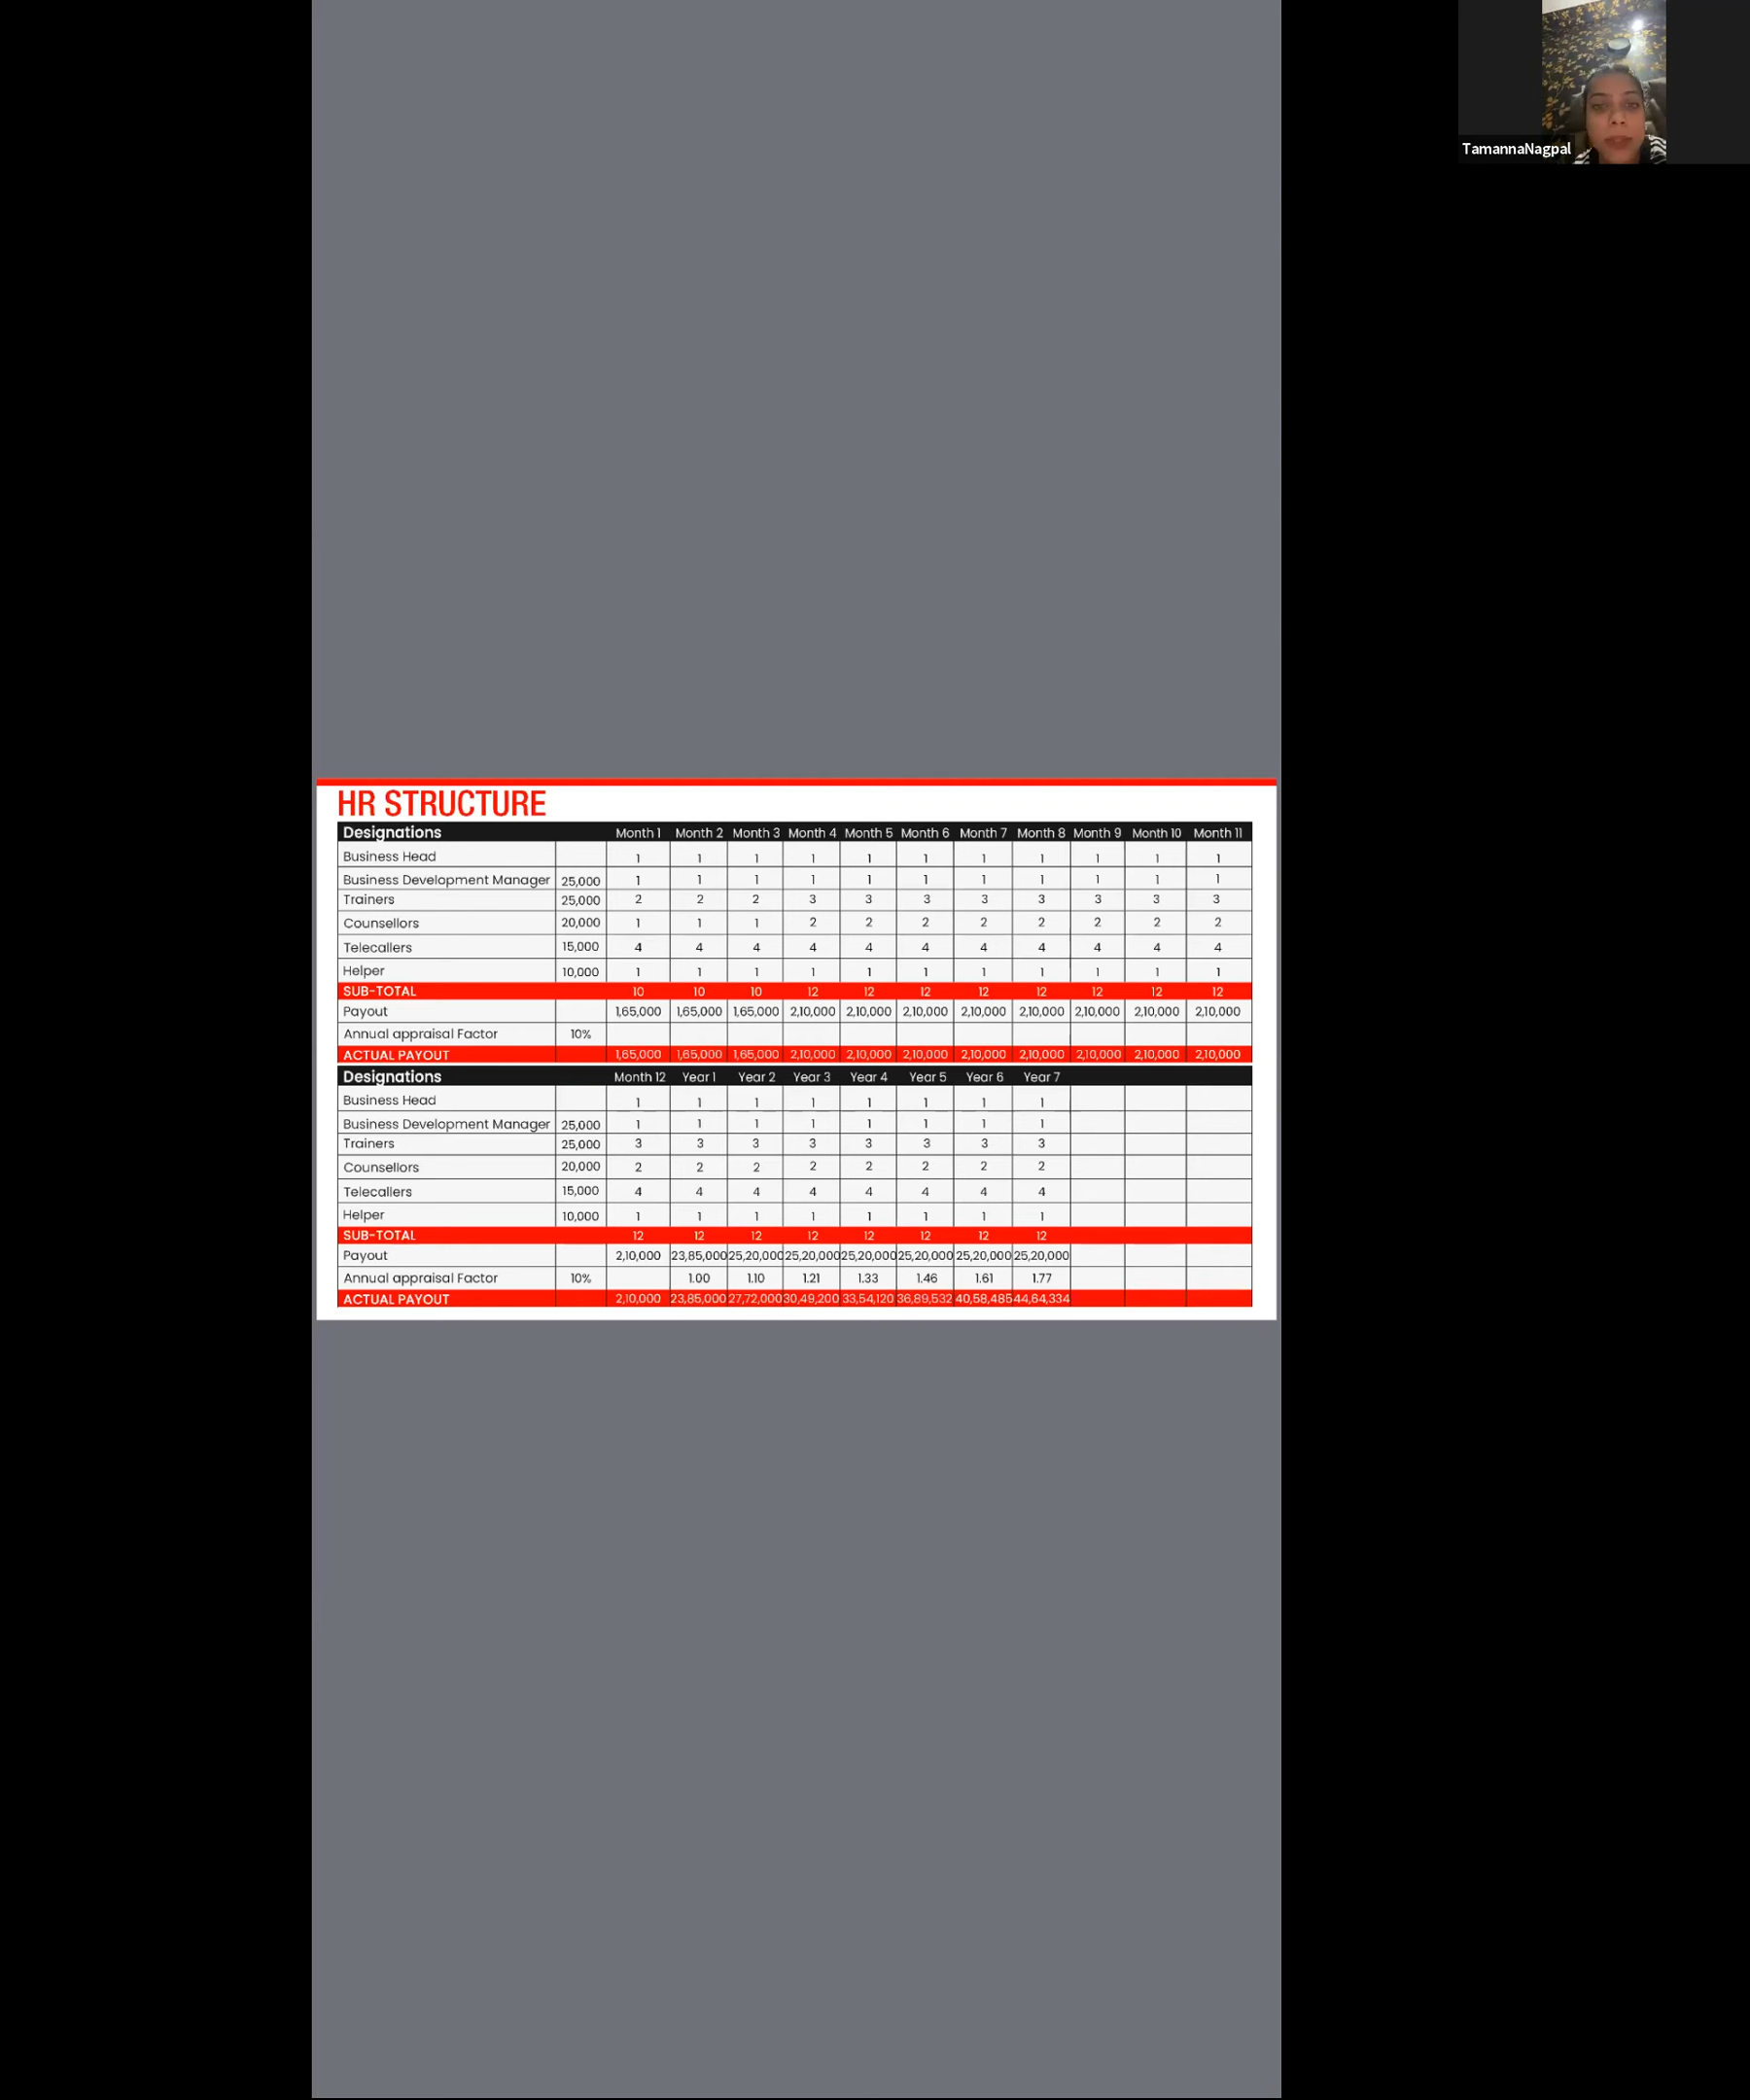 TamannaNagpal
HR STRUCTURE
Designations Month 1 Month 2 Month 3 Month 4 Month 5 Month 6 Month 7 Month 8 Month 9 Month 10 Month 11
Business Head 1 1 1 1 1 1 1 1 1 1 1
Business Development Manager 25,000 1 1 1 1 1 1 1 1 1 1 1
Trainers 25,000 2 2 2 3 3 3 3 3 3 3 3
Counsellors 20,000 1 1 1 2 2 2 2 2 2 2 2
Telecallers 15,000 4 4 4 4 4 4 4 4 4 4 4
Helper 10,000 1 1 1 1 1 1 1 1 1 1 1
SUB-TOTAL 10 10 10 12 12 12 12 12 12 12 12
Payout 1,65,000 1,65,000 1,65,000 2,10,000 2,10,000 2,10,000 2,10,000 2,10,000 2,10,000 2,10,000 2,10,000
Annual appraisal Factor 10%
ACTUAL PAYOUT 1,65,000 1,65,000 1,65,000 2,10,000 2,10,000 2,10,000 2,10,000 2,10,000 2,10,000 2,10,000 2,10,000
Designations Month 12 Year 1 Year 2 Year 3 Year 4 Year 5 Year 6 Year 7
Business Head 1 1 1 1 1 1 1 1
Business Development Manager 25,000 1 1 1 1 1 1 1 1
Trainers 25,000 3 3 3 3 3 3 3 3
Counsellors 20,000 2 2 2 2 2 2 2 2
Telecallers 15,000 4 4 4 4 4 4 4 4
Helper 10,000 1 1 1 1 1 1 1 1
SUB-TOTAL 12 12 12 12 12 12 12 12
Payout 2,10,000 23,85,000 25,20,000 25,20,000 25,20,000 25,20,000 25,20,000 25,20,000
Annual appraisal Factor 10% 1.00 1.10 1.21 1.33 1.46 1.61 1.77
ACTUAL PAYOUT 2,10,000 23,85,000 27,72,000 30,49,200 33,54,120 36,89,532 40,58,485 44,64,334